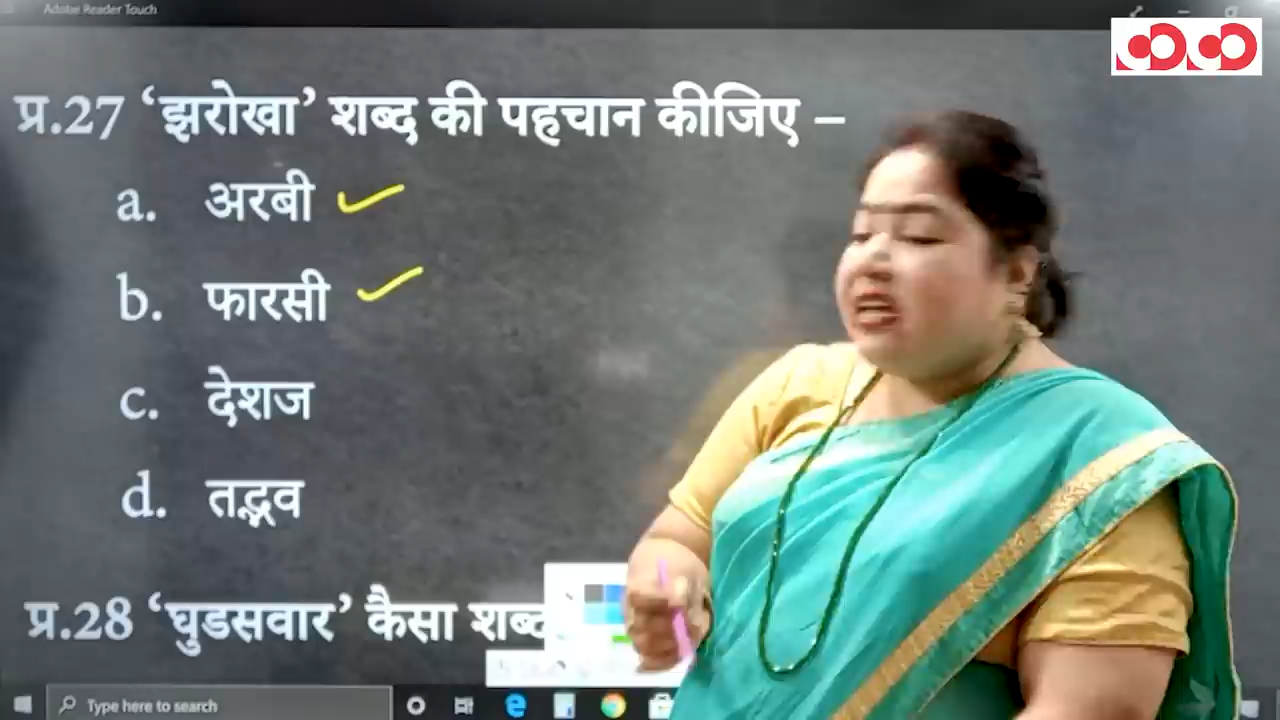 Adobe Reader Touch
प्र.27 ‘झरोखा’ शब्द की पहचान कीजिए –
a. अरबी
b. फारसी
c. देशज
d. तद्भव
प्र.28 ‘घुडसवार’ कैसा शब्द
Type here to search